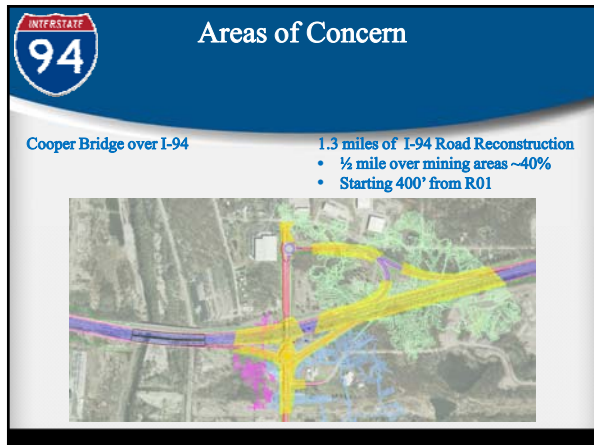 INTERSTATE
94
Areas of Concern
Cooper Bridge over I-94
1.3 miles of I-94 Road Reconstruction
• ½ mile over mining areas ~40%
• Starting 400’ from R01